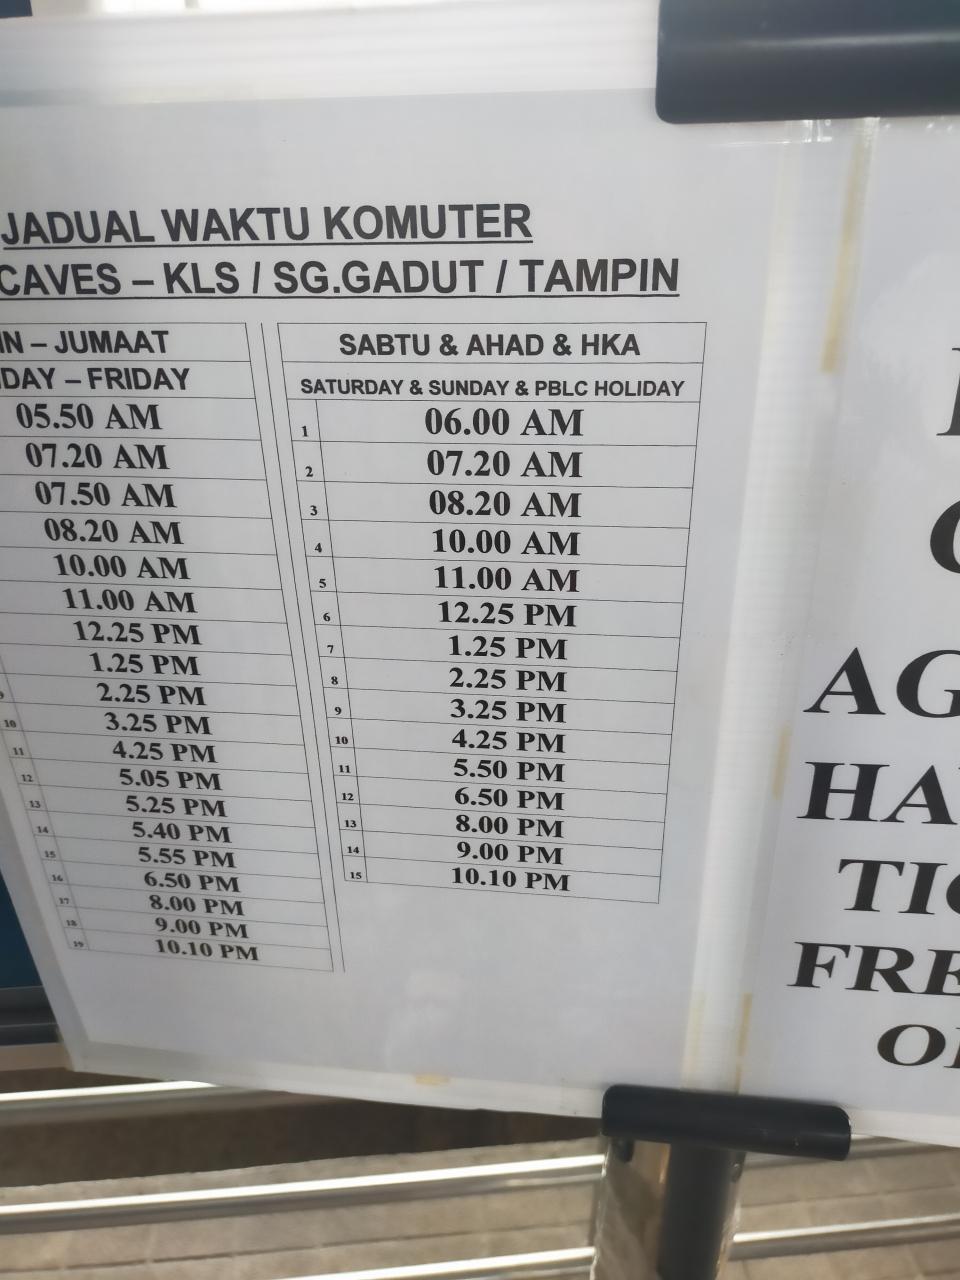 JADUAL WAKTU KOMUTER
CAVES – KLS / SG.GADUT / TAMPIN
IN – JUMAAT
DAY – FRIDAY
05.50 AM
07.20 AM
07.50 AM
08.20 AM
10.00 AM
11.00 AM
12.25 PM
1.25 PM
9 2.25 PM
10 3.25 PM
11 4.25 PM
12 5.05 PM
13 5.25 PM
14 5.40 PM
15 5.55 PM
16 6.50 PM
17 8.00 PM
18 9.00 PM
19 10.10 PM
SABTU & AHAD & HKA
SATURDAY & SUNDAY & PBLC HOLIDAY
1 06.00 AM
2 07.20 AM
3 08.20 AM
4 10.00 AM
5 11.00 AM
6 12.25 PM
7 1.25 PM
8 2.25 PM
9 3.25 PM
10 4.25 PM
11 5.50 PM
12 6.50 PM
13 8.00 PM
14 9.00 PM
15 10.10 PM
AG
HA
TI
FRE